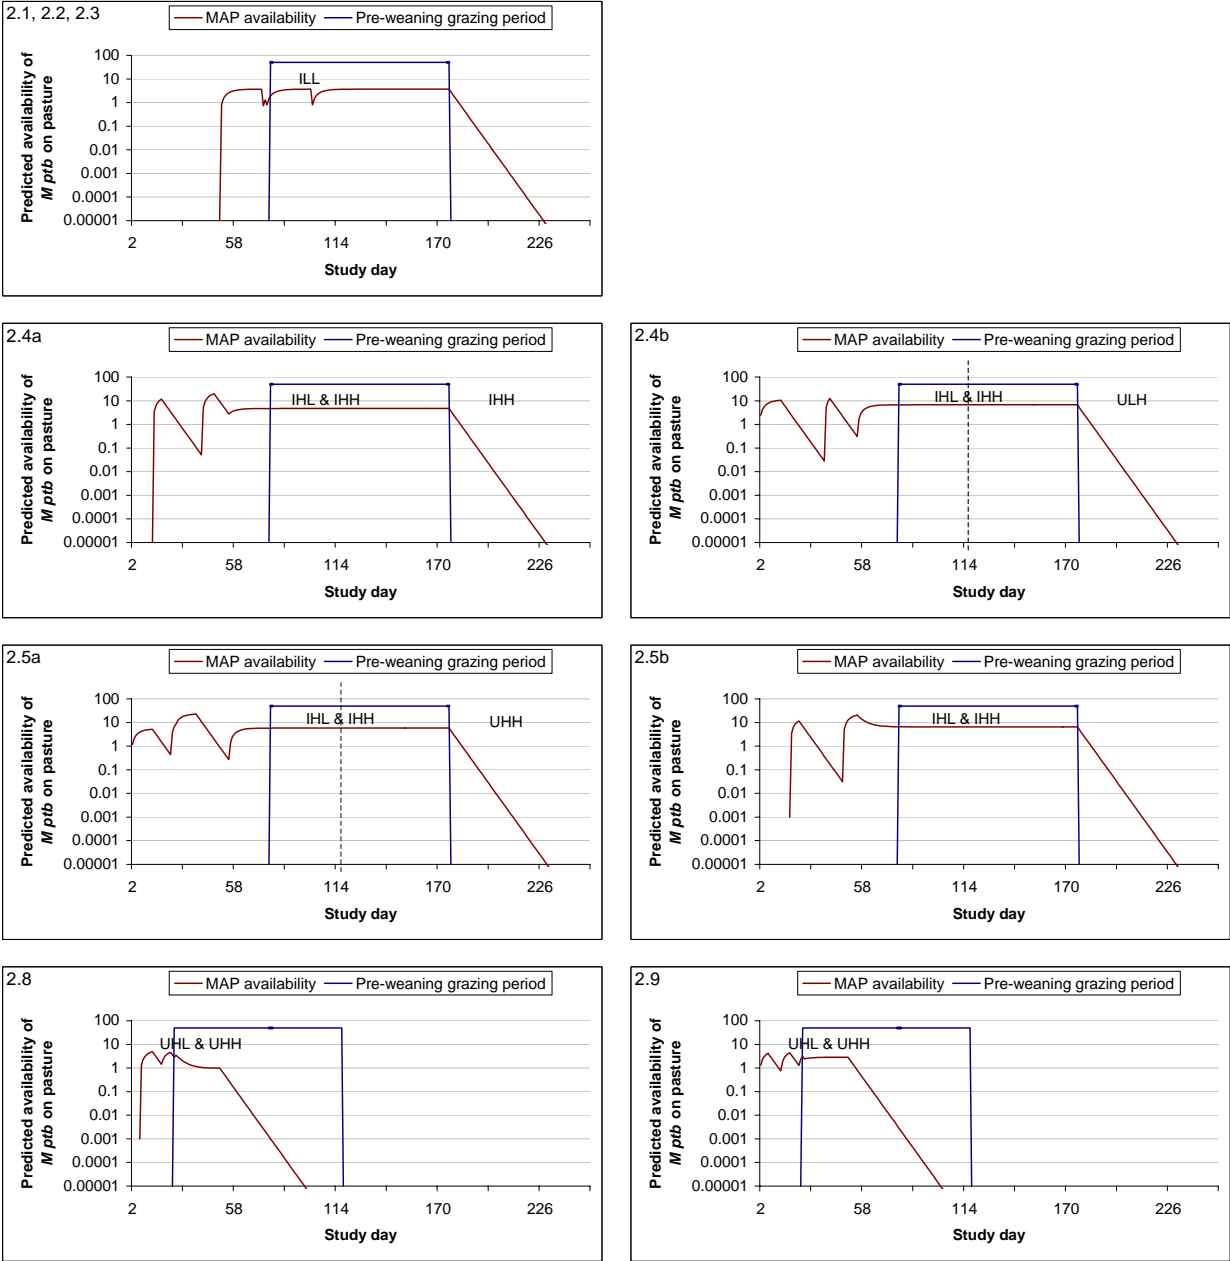 2.1, 2.2, 2.3
MAP availability Pre-weaning grazing period
Predicted availability of
M ptb on pasture
100
10
1
0.1
0.01
0.001
0.0001
0.00001
ILL
2 58 114 170 226
Study day
2.4a
MAP availability Pre-weaning grazing period
Predicted availability of
M ptb on pasture
100
10
1
0.1
0.01
0.001
0.0001
0.00001
IHL & IHH IHH
2 58 114 170 226
Study day
2.4b
MAP availability Pre-weaning grazing period
Predicted availability of
M ptb on pasture
100
10
1
0.1
0.01
0.001
0.0001
0.00001
IHL & IHH ULH
2 58 114 170 226
Study day
2.5a
MAP availability Pre-weaning grazing period
Predicted availability of
M ptb on pasture
100
10
1
0.1
0.01
0.001
0.0001
0.00001
IHL & IHH UHH
2 58 114 170 226
Study day
2.5b
MAP availability Pre-weaning grazing period
Predicted availability of
M ptb on pasture
100
10
1
0.1
0.01
0.001
0.0001
0.00001
IHL & IHH
2 58 114 170 226
Study day
2.8
MAP availability Pre-weaning grazing period
Predicted availability of
M ptb on pasture
100
10
1
0.1
0.01
0.001
0.0001
0.00001
UHL & UHH
2 58 114 170 226
Study day
2.9
MAP availability Pre-weaning grazing period
Predicted availability of
M ptb on pasture
100
10
1
0.1
0.01
0.001
0.0001
0.00001
UHL & UHH
2 58 114 170 226
Study day